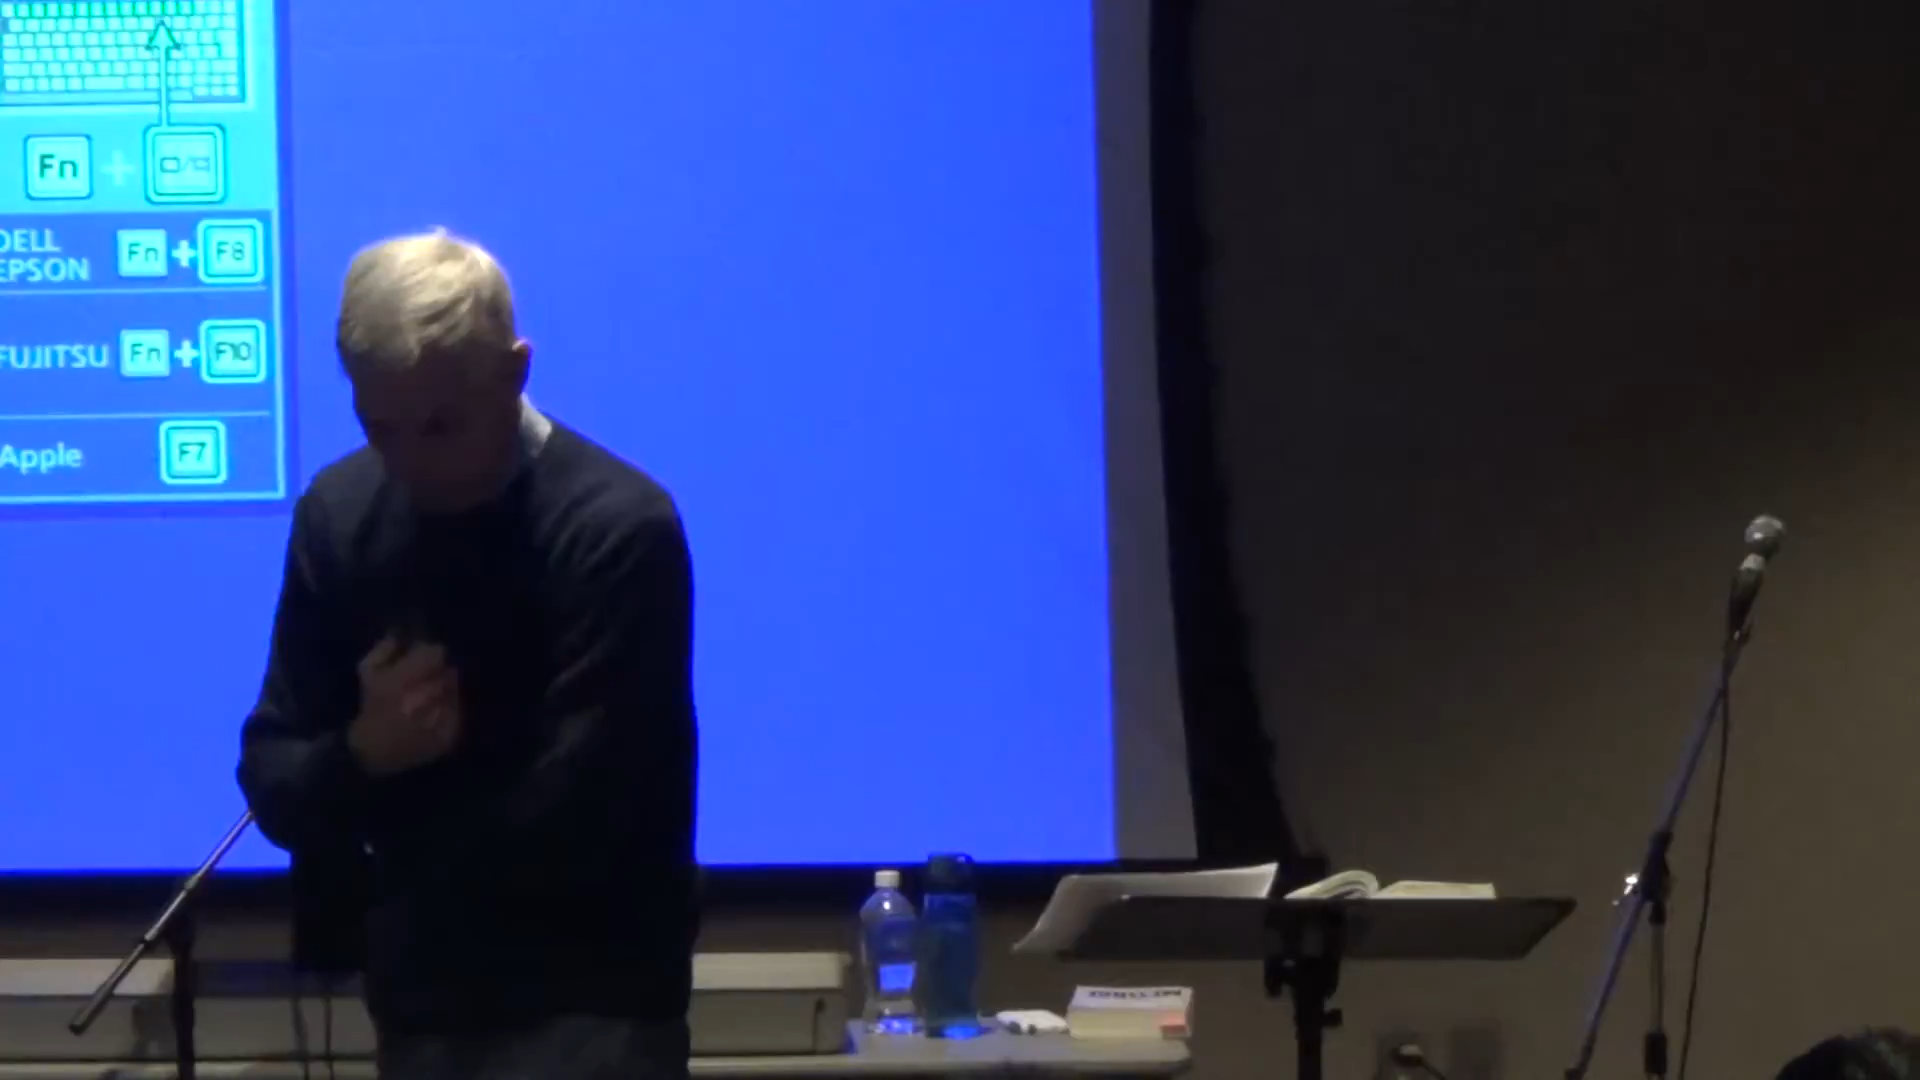 Fn +
DELL
EPSON Fn + F8
FUJITSU Fn + F10
Apple F7